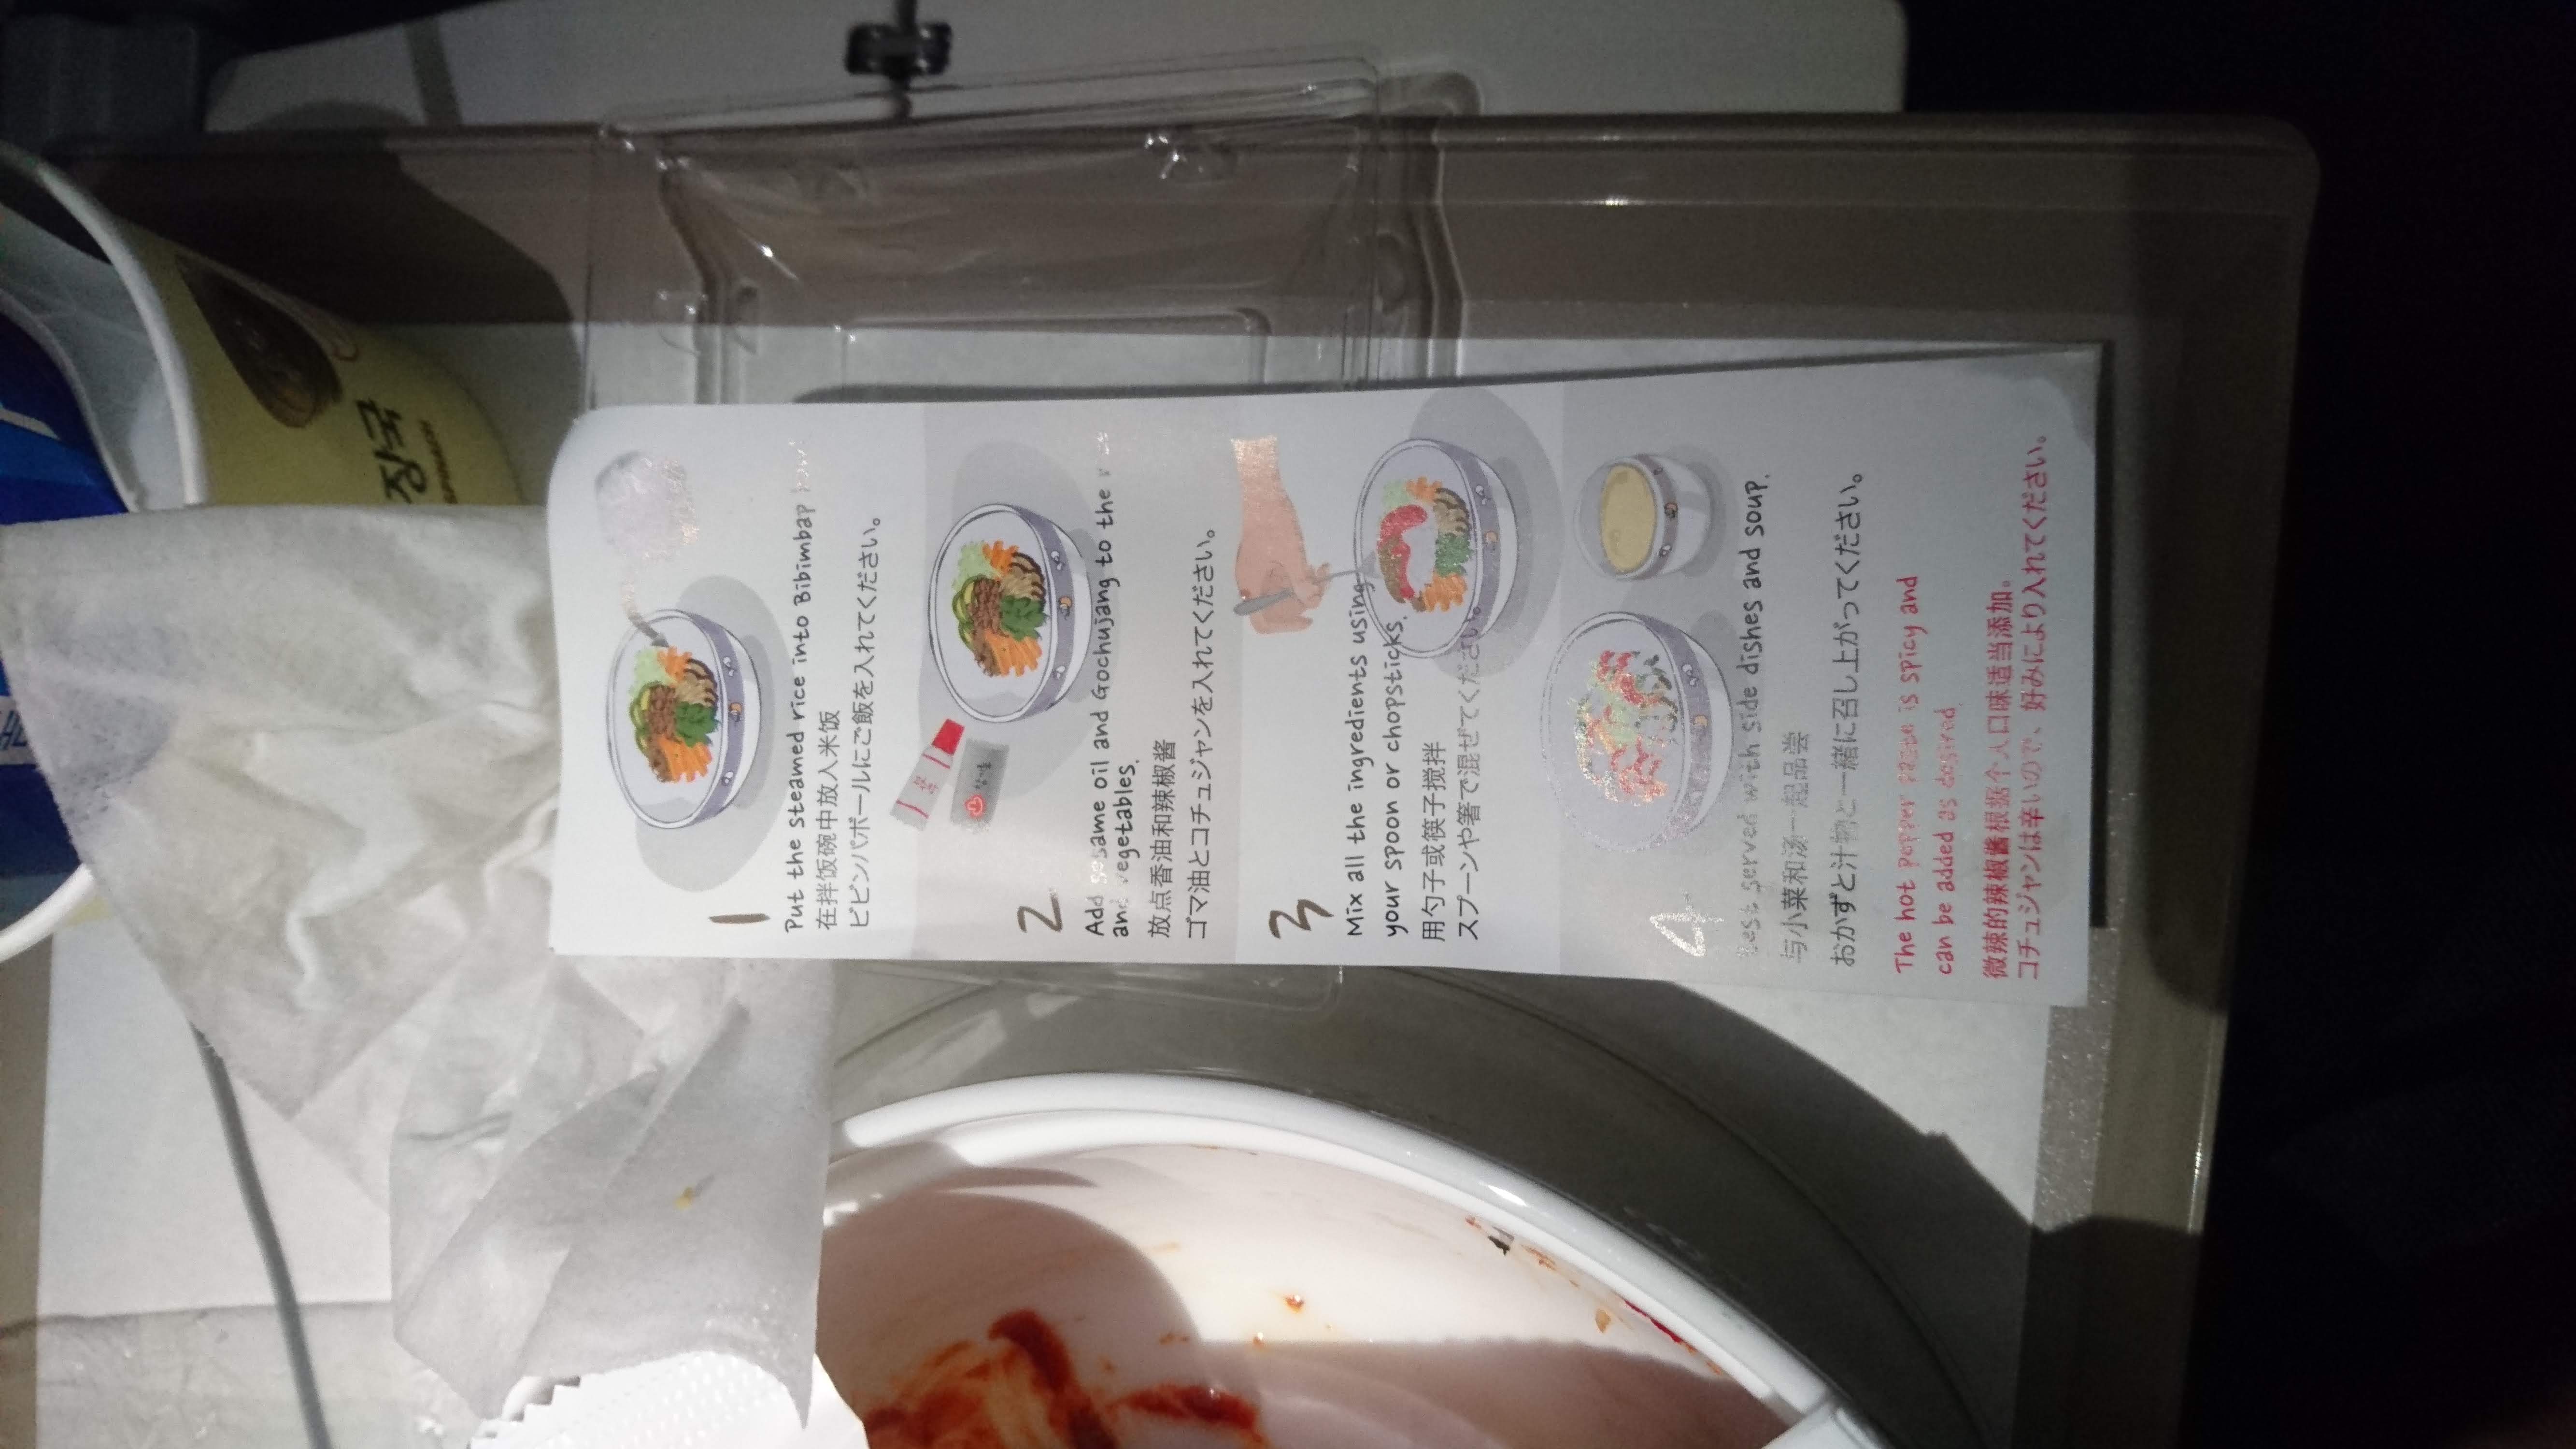 장국
SPINACH
1
Put the steamed rice into Bibimbap bowl
在拌饭碗中放入米饭
ビビンパボールにご飯を入れてください。
2
Add sesame oil and Gochujang to the rice
and vegetables.
放点香油和辣椒酱
ゴマ油とコチュジャンを入れてください。
3
Mix all the ingredients using
your spoon or chopsticks.
用勺子或筷子搅拌
スプーンや箸で混ぜてください。
4
Best served with side dishes and soup.
与小菜和汤一起品尝
おかずと汁物と一緒に召し上がってください。
The hot pepper paste is spicy and
can be added as desired.
微辣的辣椒酱根据个人口味适当添加。
コチュジャンは辛いので、好みにより入れてください。